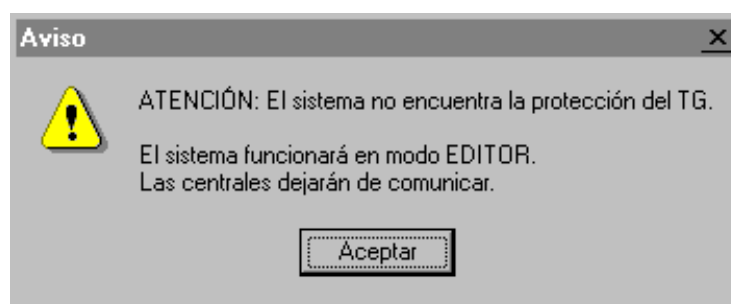 Aviso
ATENCIÓN: El sistema no encuentra la protección del TG.
El sistema funcionará en modo EDITOR.
Las centrales dejarán de comunicar.
Aceptar